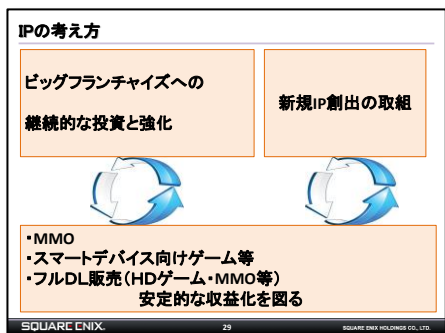 IPの考え方
ビッグフランチャイズへの
継続的な投資と強化
新規IP創出の取組
・MMO
・スマートデバイス向けゲーム等
・フルDL販売(HDゲーム・MMO等)
安定的な収益化を図る
SQUARE ENIX.
29
SQUARE ENIX HOLDINGS CO., LTD.